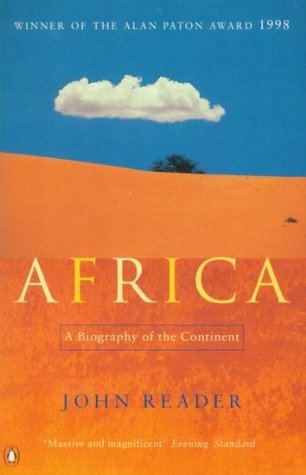 WINNER OF THE ALAN PATON AWARD 1998
AFRICA
A Biography of the Continent
JOHN READER
'Massive and magnificent' Evening Standard